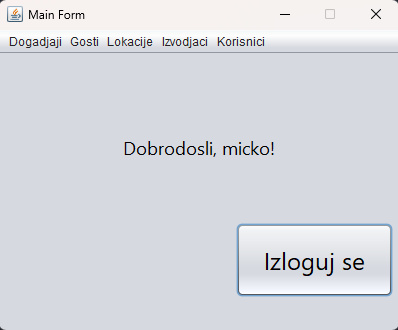 Main Form
Dogadjaji Gosti Lokacije Izvodjaci Korisnici
Dobrodosli, micko!
Izloguj se